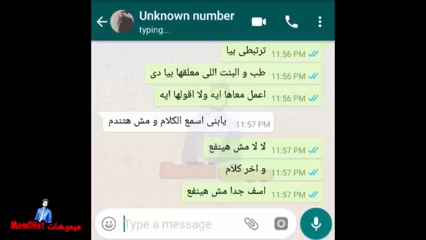 Unknown number
typing...
ترتبطى بيا
11:56 PM
طب و البنت اللى معلقها بيا دى
11:56 PM
اعمل معاها ايه ولا اقولها ايه
11:56 PM
يابنى اسمع الكلام و مش هتندم
11:57 PM
لا لا مش هينفع
11:57 PM
و اخر كلام
11:57 PM
اسف جدا مش هينفع
11:57 PM
Type a message
MomChat